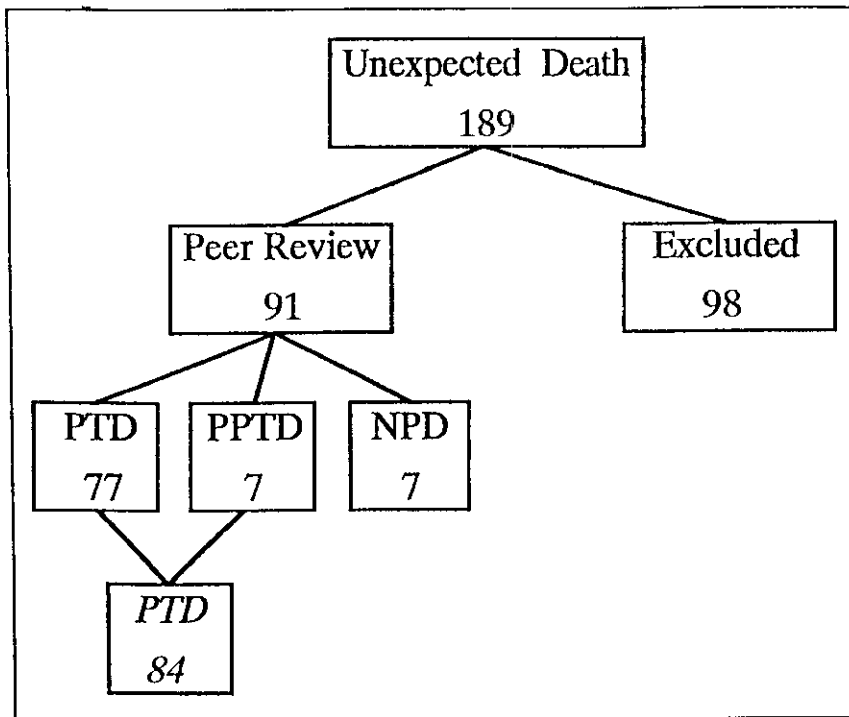 Unexpected Death
189
Peer Review
91
Excluded
98
PTD
77
PPTD
7
NPD
7
PTD
84